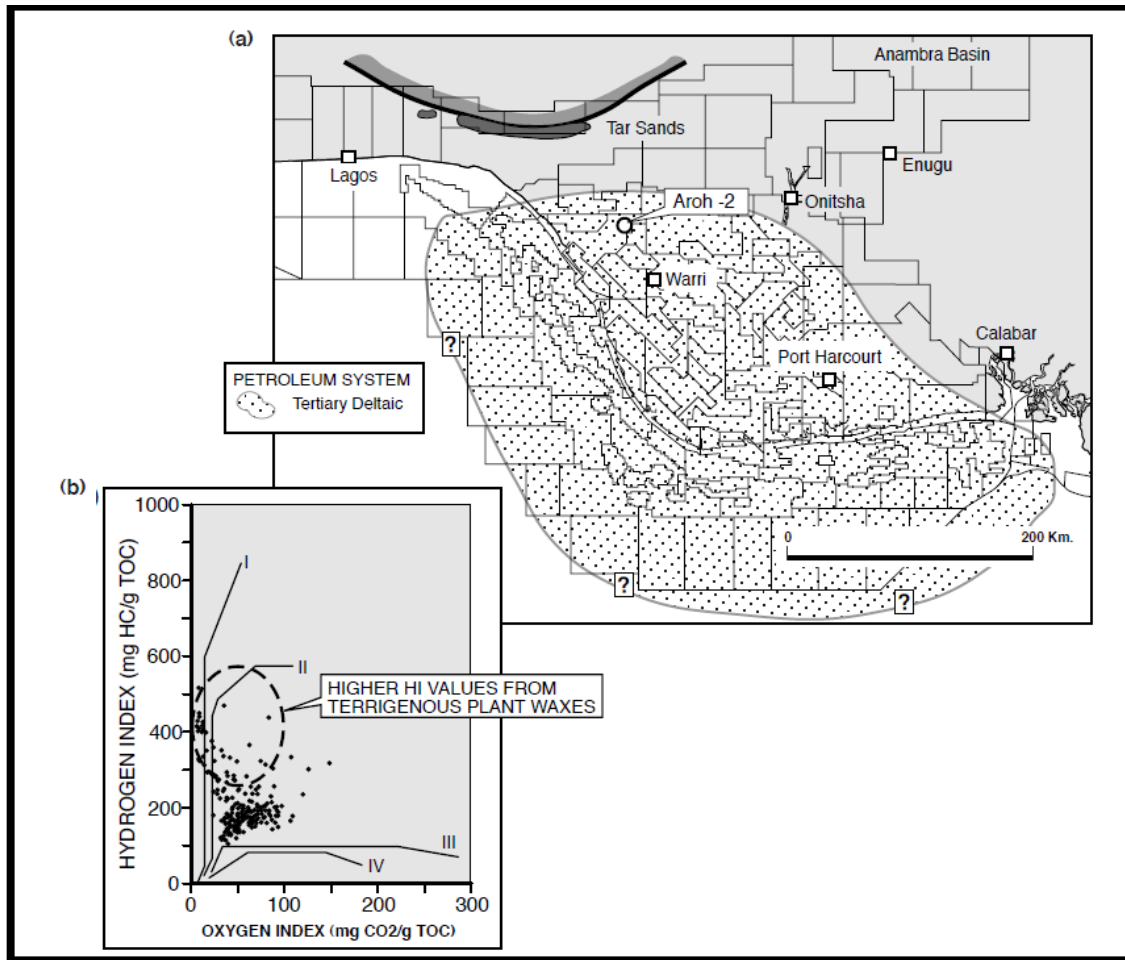 (a)
Anambra Basin
Tar Sands
Enugu
Lagos
Aroh -2
Onitsha
Warri
Calabar
?
Port Harcourt
PETROLEUM SYSTEM
Tertiary Deltaic
0
200 Km.
?
?
(b)
1000
800
600
400
200
0
HYDROGEN INDEX (mg HC/g TOC)
I
II
HIGHER HI VALUES FROM
TERRIGENOUS PLANT WAXES
III
IV
0
100
200
300
OXYGEN INDEX (mg CO2/g TOC)